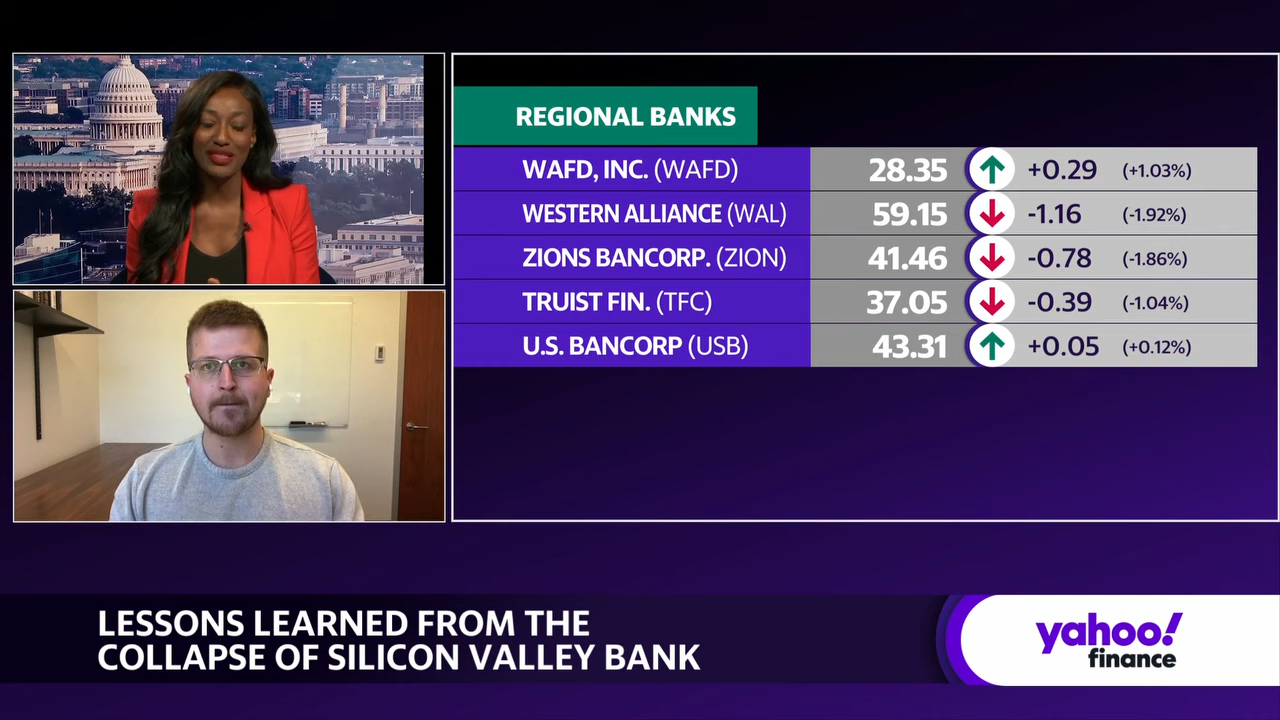 REGIONAL BANKS
WAFD, INC. (WAFD) 28.35 +0.29 (+1.03%)
WESTERN ALLIANCE (WAL) 59.15 -1.16 (-1.92%)
ZIONS BANCORP. (ZION) 41.46 -0.78 (-1.86%)
TRUIST FIN. (TFC) 37.05 -0.39 (-1.04%)
U.S. BANCORP (USB) 43.31 +0.05 (+0.12%)
LESSONS LEARNED FROM THE
COLLAPSE OF SILICON VALLEY BANK
yahoo!
finance